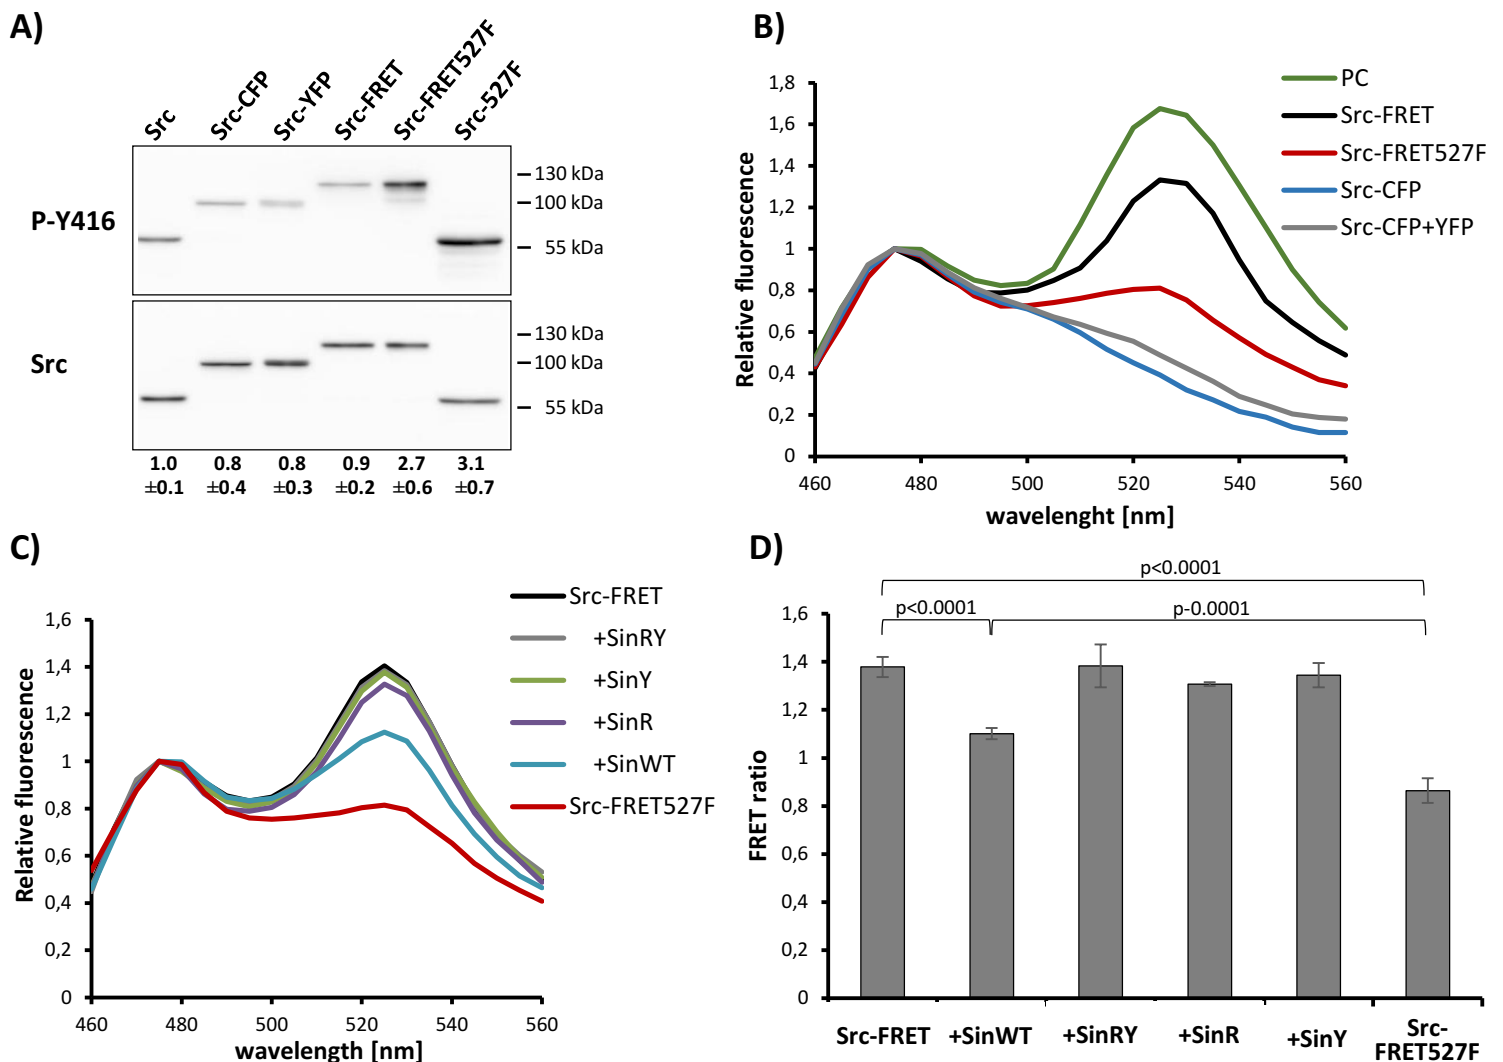 A)
Src
Src-CFP
Src-YFP
Src-FRET
Src-FRET527F
Src-527F
P-Y416
130 kDa
100 kDa
55 kDa
Src
130 kDa
100 kDa
55 kDa
1.0 0.8 0.8 0.9 2.7 3.1
±0.1 ±0.4 ±0.3 ±0.2 ±0.6 ±0.7
B)
Relative fluorescence
1,8
1,6
1,4
1,2
1
0,8
0,6
0,4
0,2
0
460 480 500 520 540 560
wavelenght [nm]
PC
Src-FRET
Src-FRET527F
Src-CFP
Src-CFP+YFP
C)
Relative fluorescence
1,6
1,4
1,2
1
0,8
0,6
0,4
0,2
0
460 480 500 520 540 560
wavelength [nm]
Src-FRET
+SinRY
+SinY
+SinR
+SinWT
Src-FRET527F
D)
p<0.0001
p<0.0001 p-0.0001
FRET ratio
1,6
1,4
1,2
1
0,8
0,6
0,4
0,2
0
Src-FRET +SinWT +SinRY +SinR +SinY Src-
FRET527F